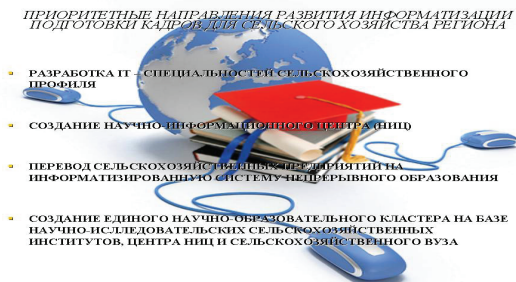 ПРИОРИТЕТНЫЕ НАПРАВЛЕНИЯ РАЗВИТИЯ ИНФОРМАТИЗАЦИИ
ПОДГОТОВКИ КАДРОВ ДЛЯ СЕЛЬСКОГО ХОЗЯЙСТВА РЕГИОНА
РАЗРАБОТКА IT – СПЕЦИАЛЬНОСТЕЙ СЕЛЬСКОХОЗЯЙСТВЕННОГО
ПРОФИЛЯ
СОЗДАНИЕ НАУЧНО-ИНФОРМАЦИОННОГО ЦЕНТРА (НИЦ)
ПЕРЕВОД СЕЛЬСКОХОЗЯЙСТВЕННЫХ ПРЕДПРИЯТИЙ НА
ИНФОРМАТИЗИРОВАННУЮ СИСТЕМУ НЕПРЕРЫВНОГО ОБРАЗОВАНИЯ
СОЗДАНИЕ ЕДИНОГО НАУЧНО-ОБРАЗОВАТЕЛЬНОГО КЛАСТЕРА НА БАЗЕ
НАУЧНО-ИСЛЛЕДОВАТЕЛЬСКИХ СЕЛЬСКОХОЗЯЙСТВЕННЫХ
ИНСТИТУТОВ, ЦЕНТРА НИЦ И СЕЛЬСКОХОЗЯЙСТВЕННОГО ВУЗА